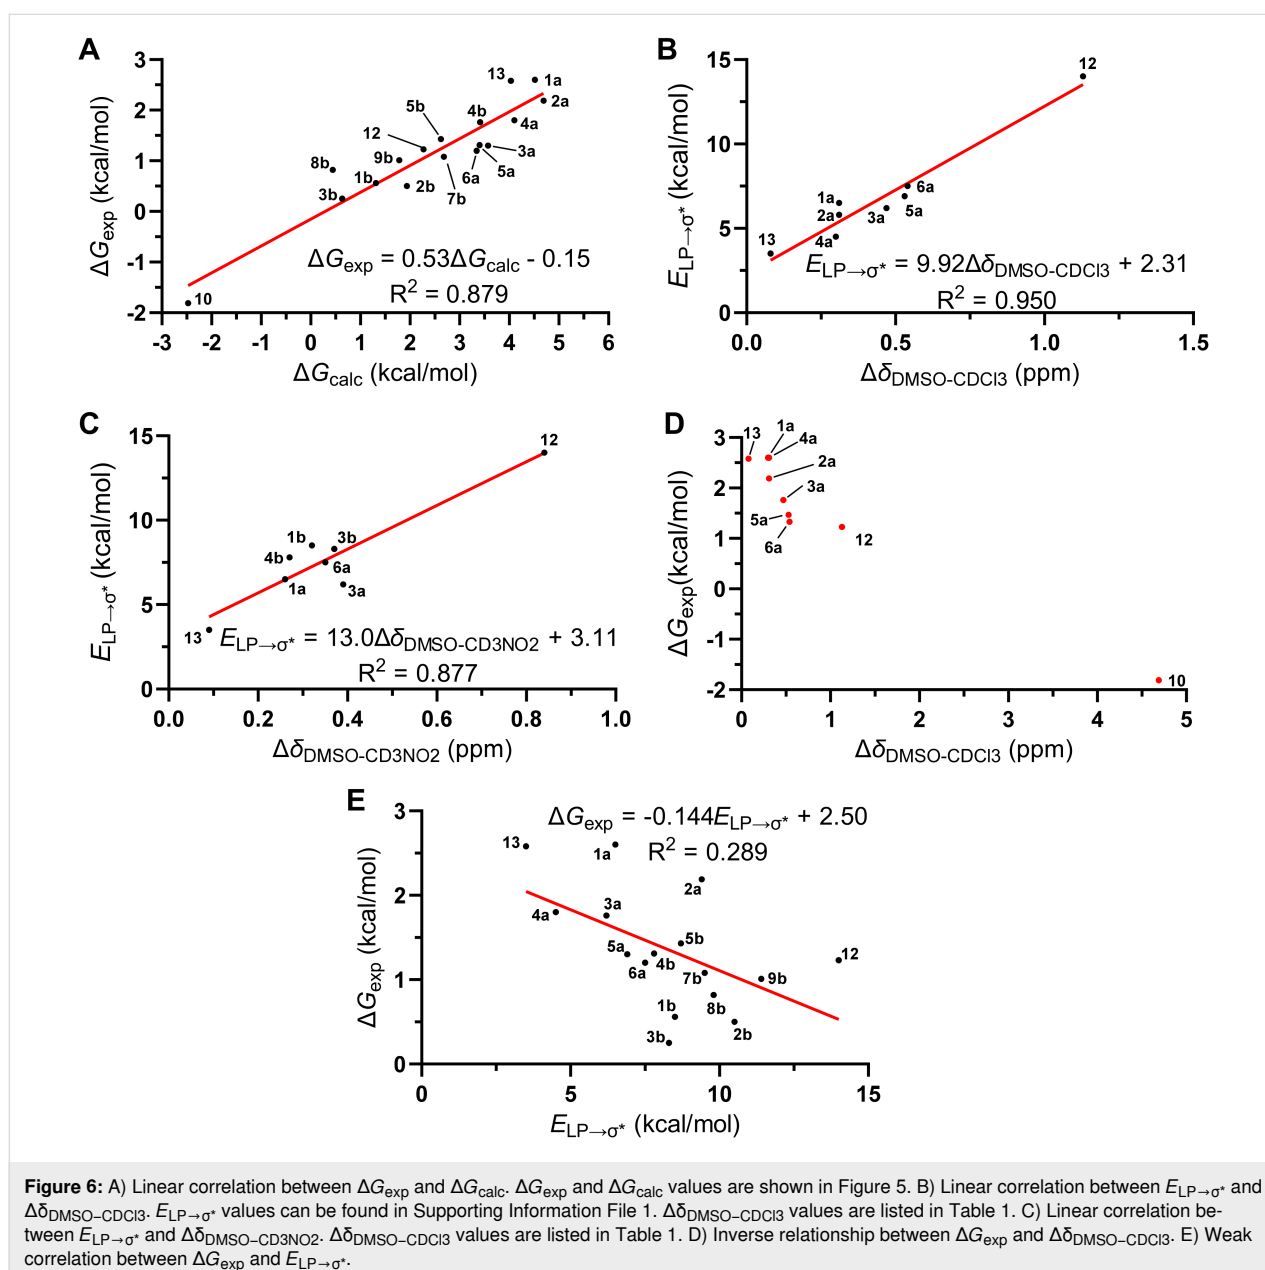 A
3
2
1
0
-1
-2
-3 -2 -1 0 1 2 3 4 5 6
ΔGexp (kcal/mol)
ΔGcalc (kcal/mol)
13
1a
2a
5b
4b
4a
12
3a
9b
8b
5a
6a
1b
2b
7b
3b
10
ΔGexp = 0.53ΔGcalc - 0.15
R² = 0.879
B
15
10
5
0
0.0 0.5 1.0 1.5
ELP→σ* (kcal/mol)
ΔδDMSO-CDCl3 (ppm)
12
6a
1a
5a
2a
3a
4a
13
ELP→σ* = 9.92ΔδDMSO-CDCl3 + 2.31
R² = 0.950
C
15
10
5
0
0.0 0.2 0.4 0.6 0.8 1.0
ELP→σ* (kcal/mol)
ΔδDMSO-CD3NO2 (ppm)
12
1b
3b
4b
6a
1a
3a
13
ELP→σ* = 13.0ΔδDMSO-CD3NO2 + 3.11
R² = 0.877
D
3
2
1
0
-1
-2
0 1 2 3 4 5
ΔGexp(kcal/mol)
ΔδDMSO-CDCl3 (ppm)
13
1a
4a
2a
3a
5a
6a
12
10
E
3
2
1
0
0 5 10 15
ΔGexp (kcal/mol)
ELP→σ* (kcal/mol)
ΔGexp = -0.144ELP→σ* + 2.50
R² = 0.289
13
1a
2a
3a
4a
5a
5b
6a
4b
7b
9b
12
8b
1b
2b
3b
Figure 6: A) Linear correlation between ΔGexp and ΔGcalc. ΔGexp and ΔGcalc values are shown in Figure 5. B) Linear correlation between ELP→σ* and
ΔδDMSO–CDCl3. ELP→σ* values can be found in Supporting Information File 1. ΔδDMSO–CDCl3 values are listed in Table 1. C) Linear correlation be-
tween ELP→σ* and ΔδDMSO–CD3NO2. ΔδDMSO–CDCl3 values are listed in Table 1. D) Inverse relationship between ΔGexp and ΔδDMSO–CDCl3. E) Weak
correlation between ΔGexp and ELP→σ*.